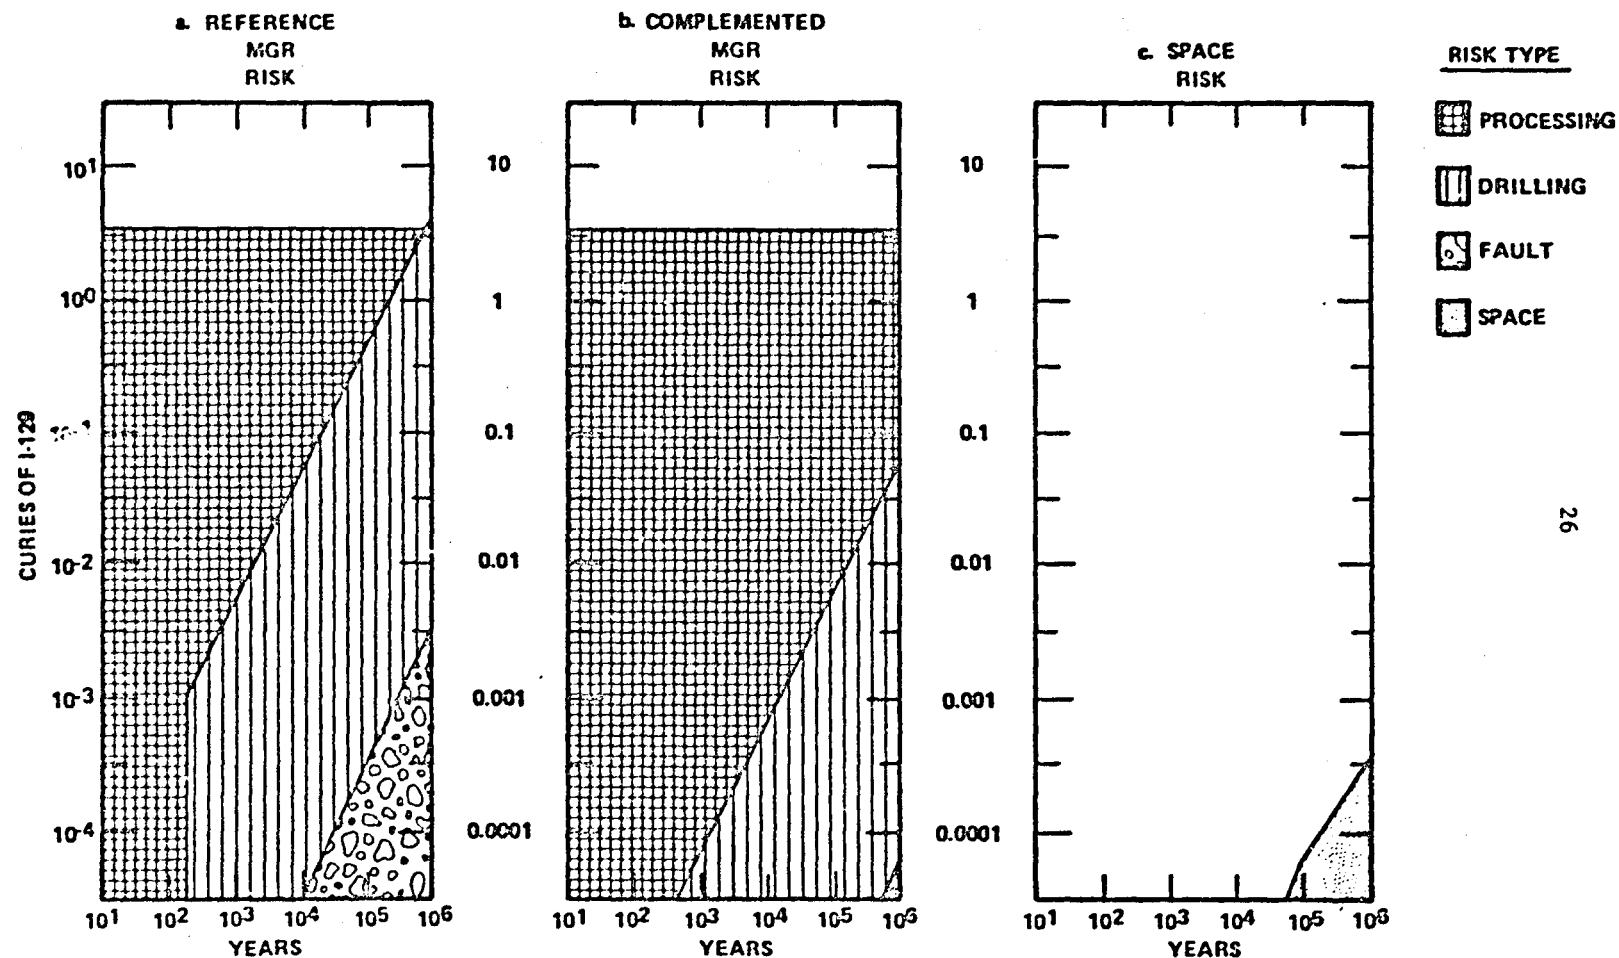 a. REFERENCE
MGR
RISK
b. COMPLEMENTED
MGR
RISK
c. SPACE
RISK
RISK TYPE
PROCESSING
DRILLING
FAULT
SPACE
CURIES OF I-129
10¹
10⁰
10⁻²
10⁻³
10⁻⁴
10¹ 10² 10³ 10⁴ 10⁵ 10⁶
YEARS
10
1
0.1
0.01
0.001
0.0001
10¹ 10² 10³ 10⁴ 10⁵ 10⁶
YEARS
10
1
0.1
0.01
0.001
0.0001
10¹ 10² 10³ 10⁴ 10⁵ 10⁶
YEARS
26